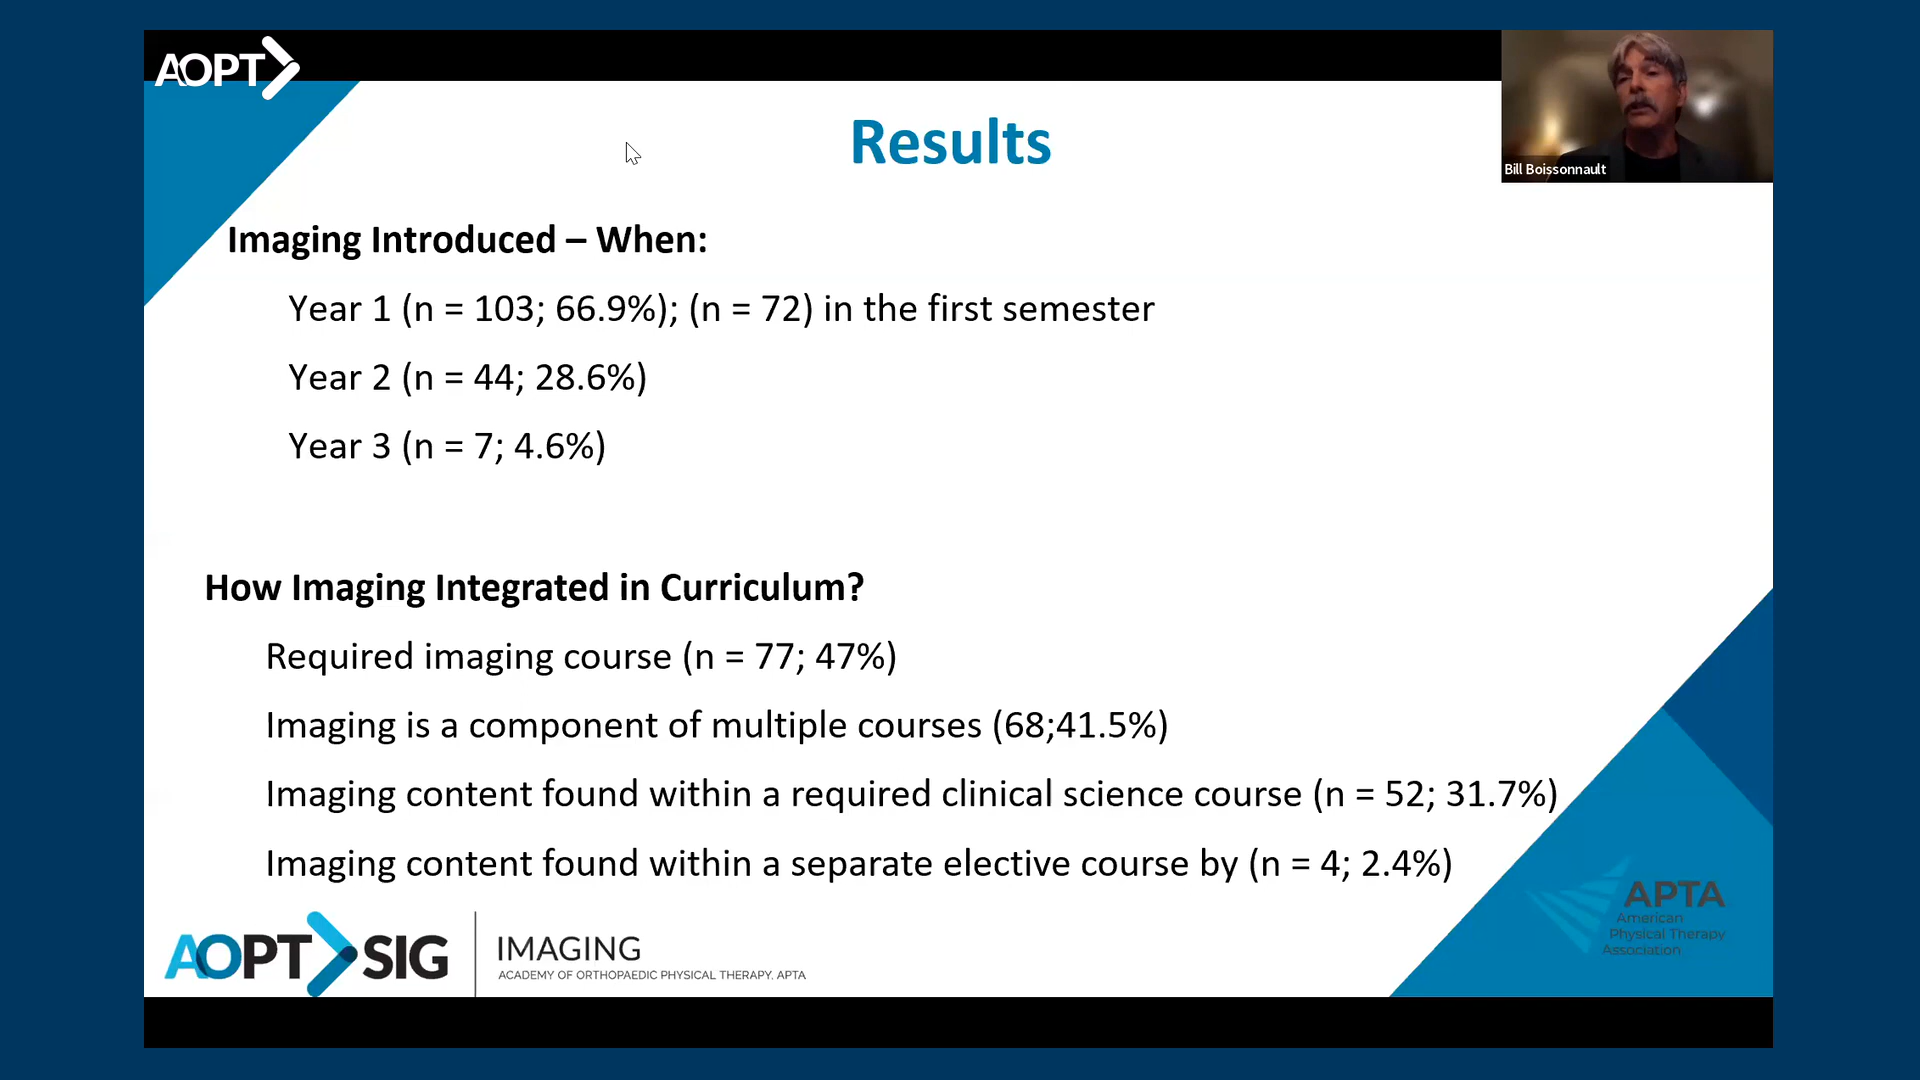 AOPT
Results
Bill Boissonnault
Imaging Introduced – When:
Year 1 (n = 103; 66.9%); (n = 72) in the first semester
Year 2 (n = 44; 28.6%)
Year 3 (n = 7; 4.6%)
How Imaging Integrated in Curriculum?
Required imaging course (n = 77; 47%)
Imaging is a component of multiple courses (68;41.5%)
Imaging content found within a required clinical science course (n = 52; 31.7%)
Imaging content found within a separate elective course by (n = 4; 2.4%)
AOPT SIG
IMAGING
ACADEMY OF ORTHOPAEDIC PHYSICAL THERAPY, APTA
APTA
American
Physical Therapy
Association